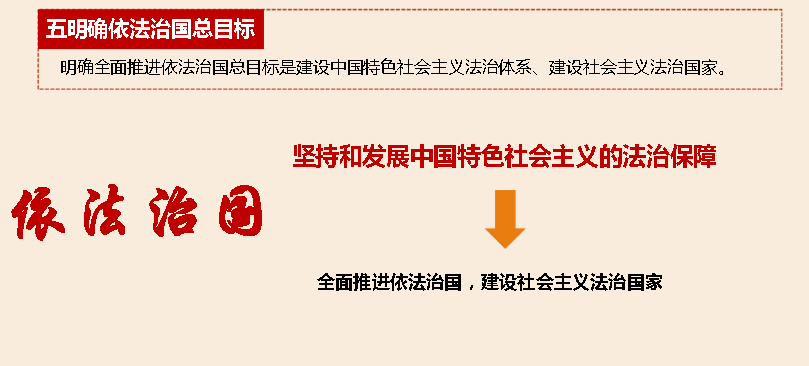 五明确依法治国总目标
明确全面推进依法治国总目标是建设中国特色社会主义法治体系、建设社会主义法治国家。
坚持和发展中国特色社会主义的法治保障
依法治国
全面推进依法治国，建设社会主义法治国家